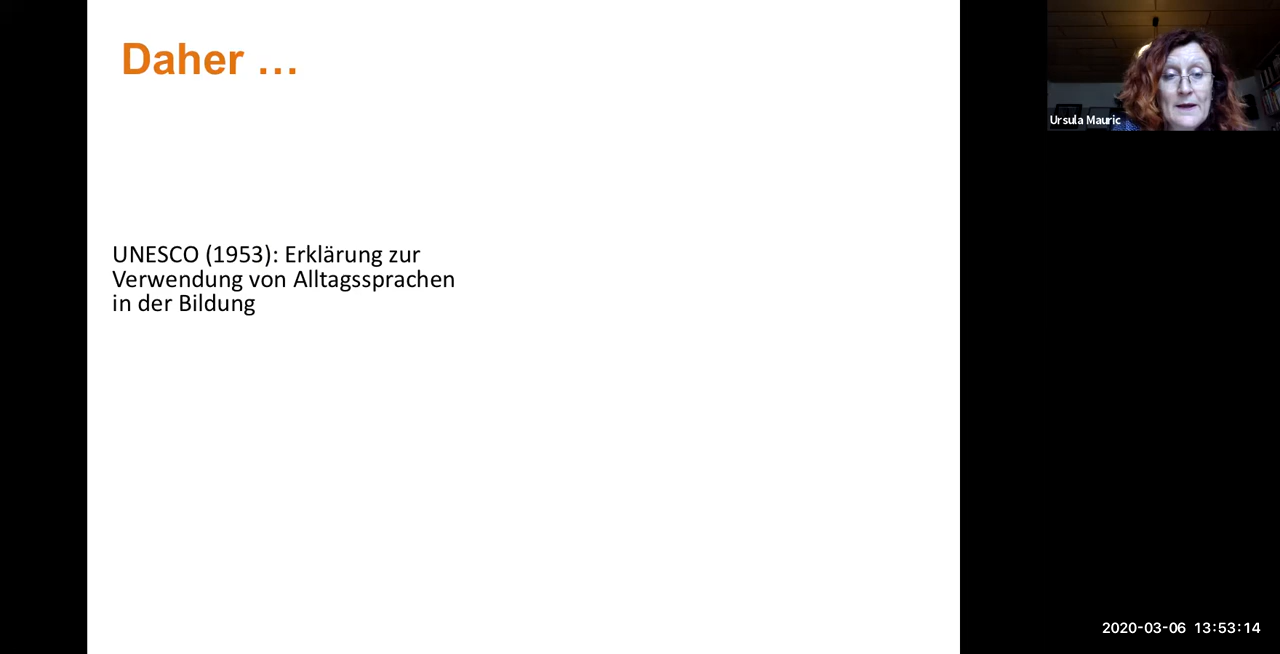 Daher …
Ursula Mauric
UNESCO (1953): Erklärung zur
Verwendung von Alltagssprachen
in der Bildung
2020-03-06 13:53:14